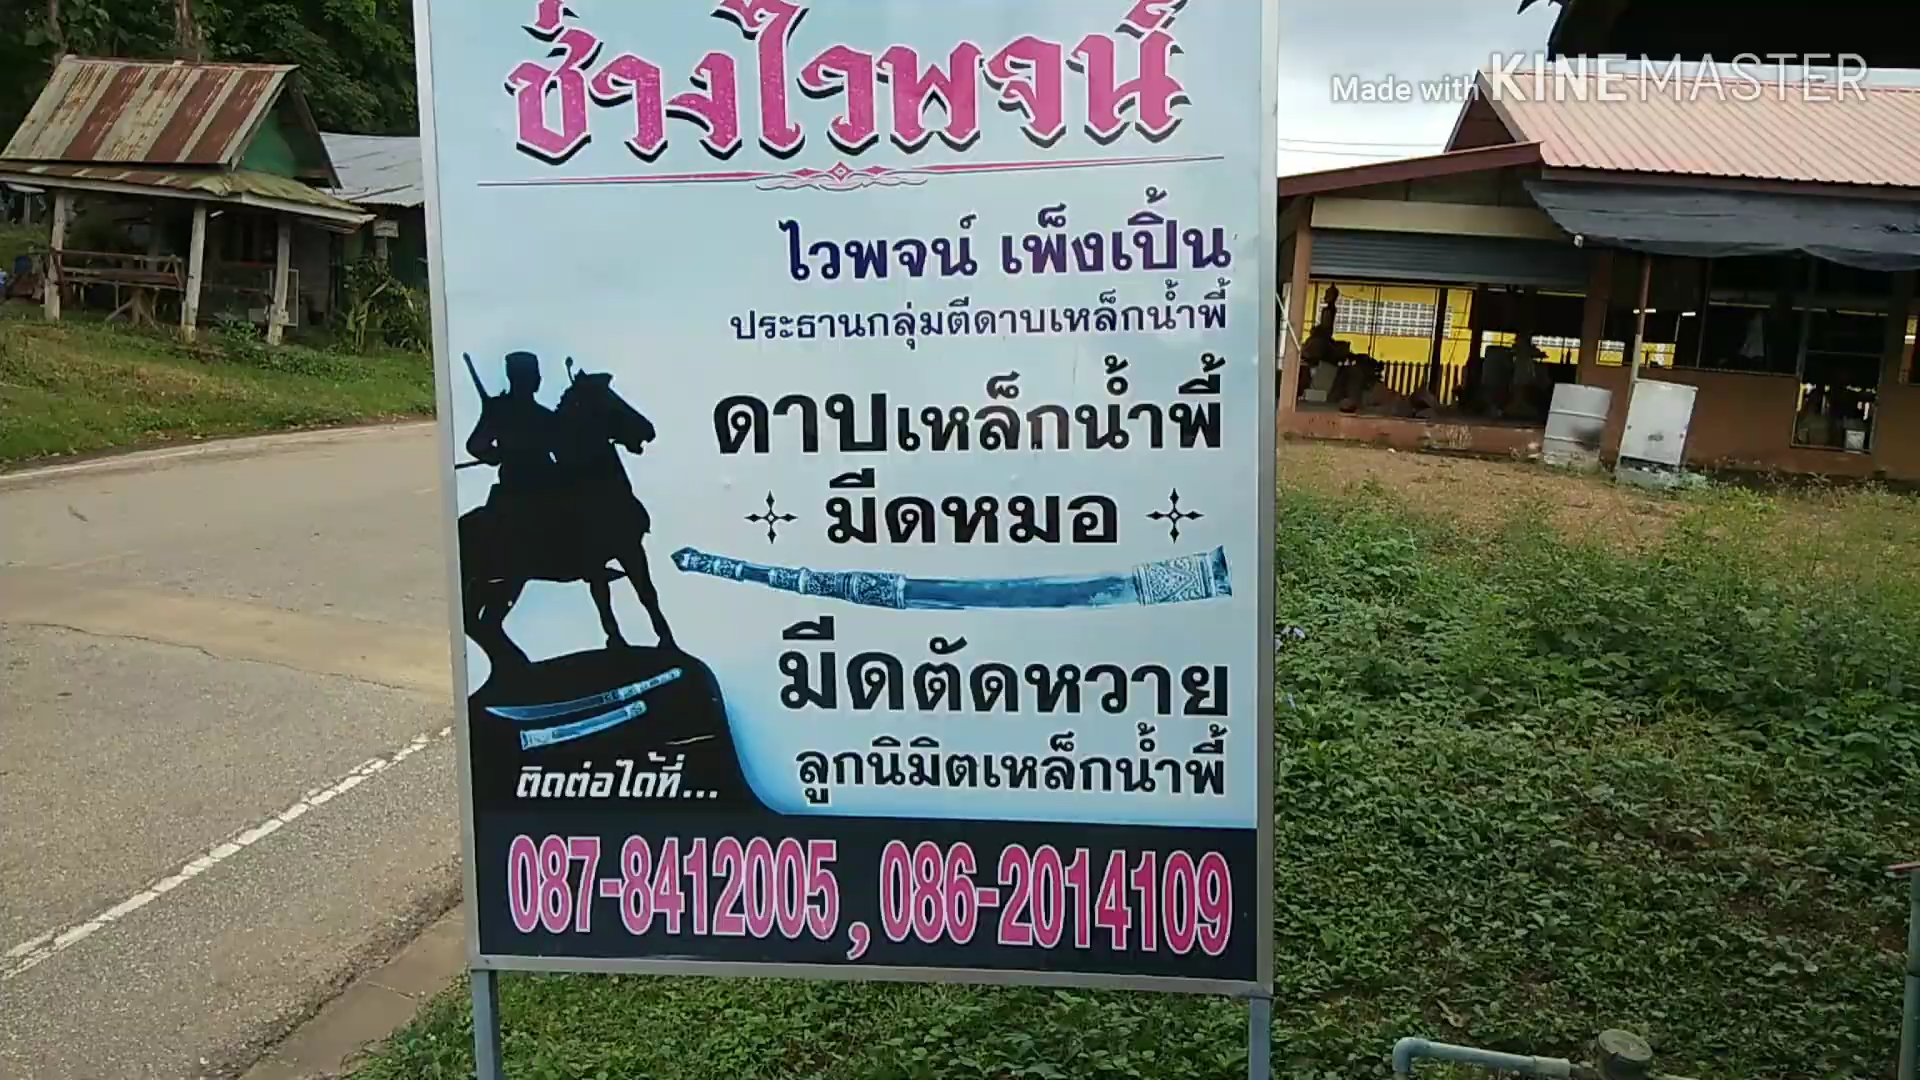 ช่างไวพจน์
Made with KINEMASTER
ไวพจน์ เพ็งเปิ้น
ประธานกลุ่มตีดาบเหล็กน้ำพี้
ดาบเหล็กน้ำพี้
มีดหมอ
มีดตัดหวาย
ลูกนิมิตเหล็กน้ำพี้
ติดต่อได้ที่...
087-8412005, 086-2014109